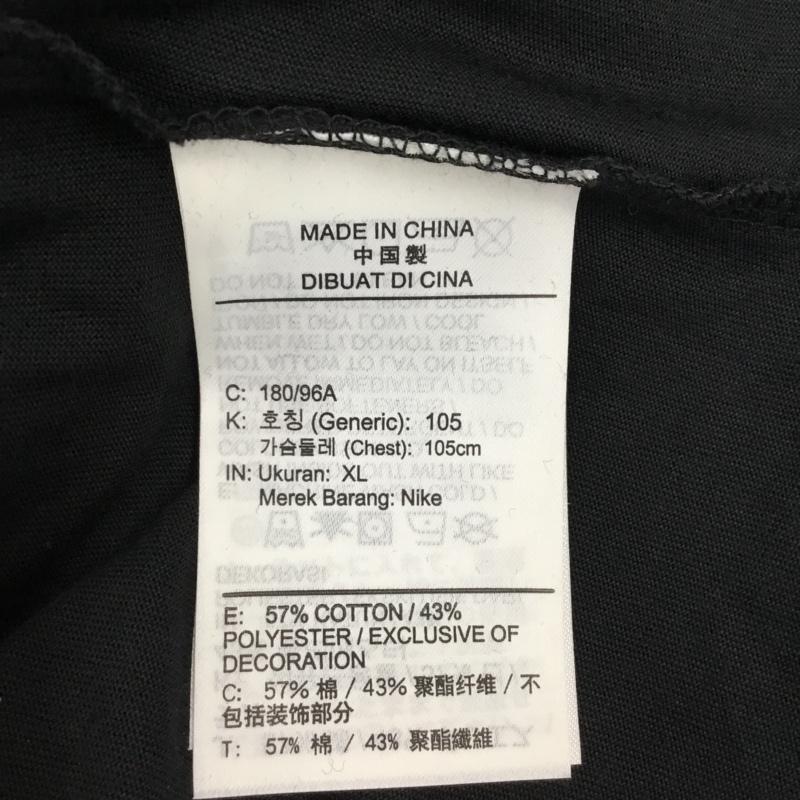 MADE IN CHINA
中国製
DIBUAT DI CINA
C: 180/96A
K: 호칭 (Generic): 105
가슴둘레 (Chest): 105cm
IN: Ukuran: XL
Merek Barang: Nike
E: 57% COTTON / 43%
POLYESTER / EXCLUSIVE OF
DECORATION
C: 57% 棉 / 43% 聚酯纤维 / 不
包括装饰部分
T: 57% 棉 / 43% 聚酯纖維